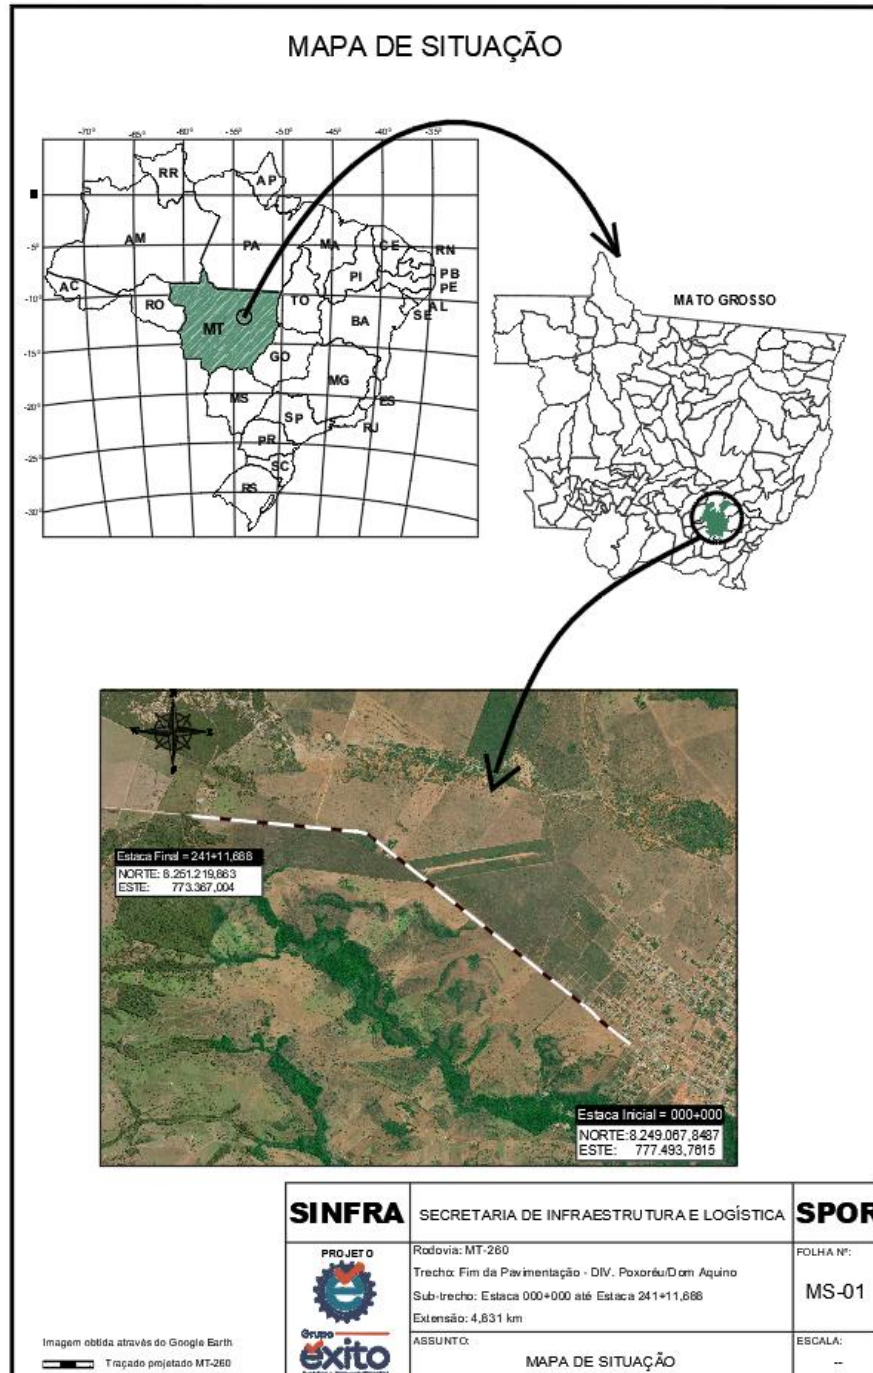 MAPA DE SITUAÇÃO
-70° -65° -60° -55° -50° -45° -40° -35°
RR
AP
AM
PA
MA
CE
RN
-5°
PI
PB
PE
AC
-10°
RO
TO
AL
SE
MT
BA
MATO GROSSO
-15°
GO
MG
MS
-20°
ES
SP
RJ
PR
-25°
SC
RS
-30°
Estaca Final = 241+11,688
NORTE: 8.251.219,863
ESTE: 773.367,004
Estaca Inicial = 000+000
NORTE:8.249.067,8487
ESTE: 777.493,7615
SINFRA
SECRETARIA DE INFRAESTRUTURA E LOGÍSTICA
SPOR
PROJETO
Rodovia: MT-260
Trecho: Fim da Pavimentação - DIV. Poxoréu/Dom Aquino
Sub-trecho: Estaca 000+000 até Estaca 241+11,688
Extensão: 4,831 km
FOLHA Nº:
MS-01
Grupo
êxito
ASSUNTO:
MAPA DE SITUAÇÃO
ESCALA:
--
Imagem obtida através do Google Earth
Traçado projetado MT-260